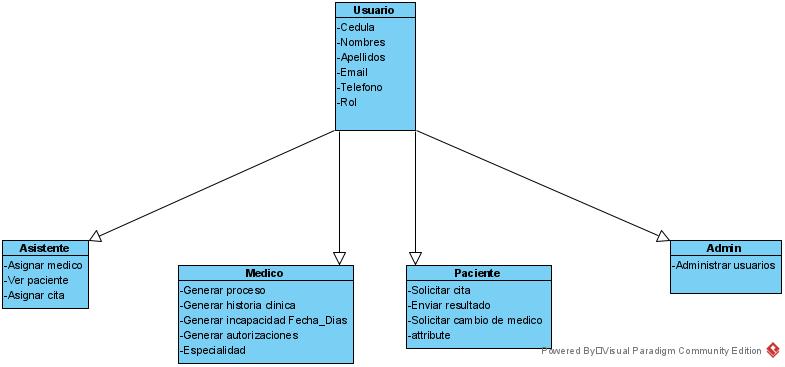 Usuario
-Cedula
-Nombres
-Apellidos
-Email
-Telefono
-Rol
Asistente
-Asignar medico
-Ver paciente
-Asignar cita
Medico
-Generar proceso
-Generar historia clinica
-Generar incapacidad Fecha_Dias
-Generar autorizaciones
-Especialidad
Paciente
-Solicitar cita
-Enviar resultado
-Solicitar cambio de medico
-attribute
Admin
-Administrar usuarios
Powered By Visual Paradigm Community Edition